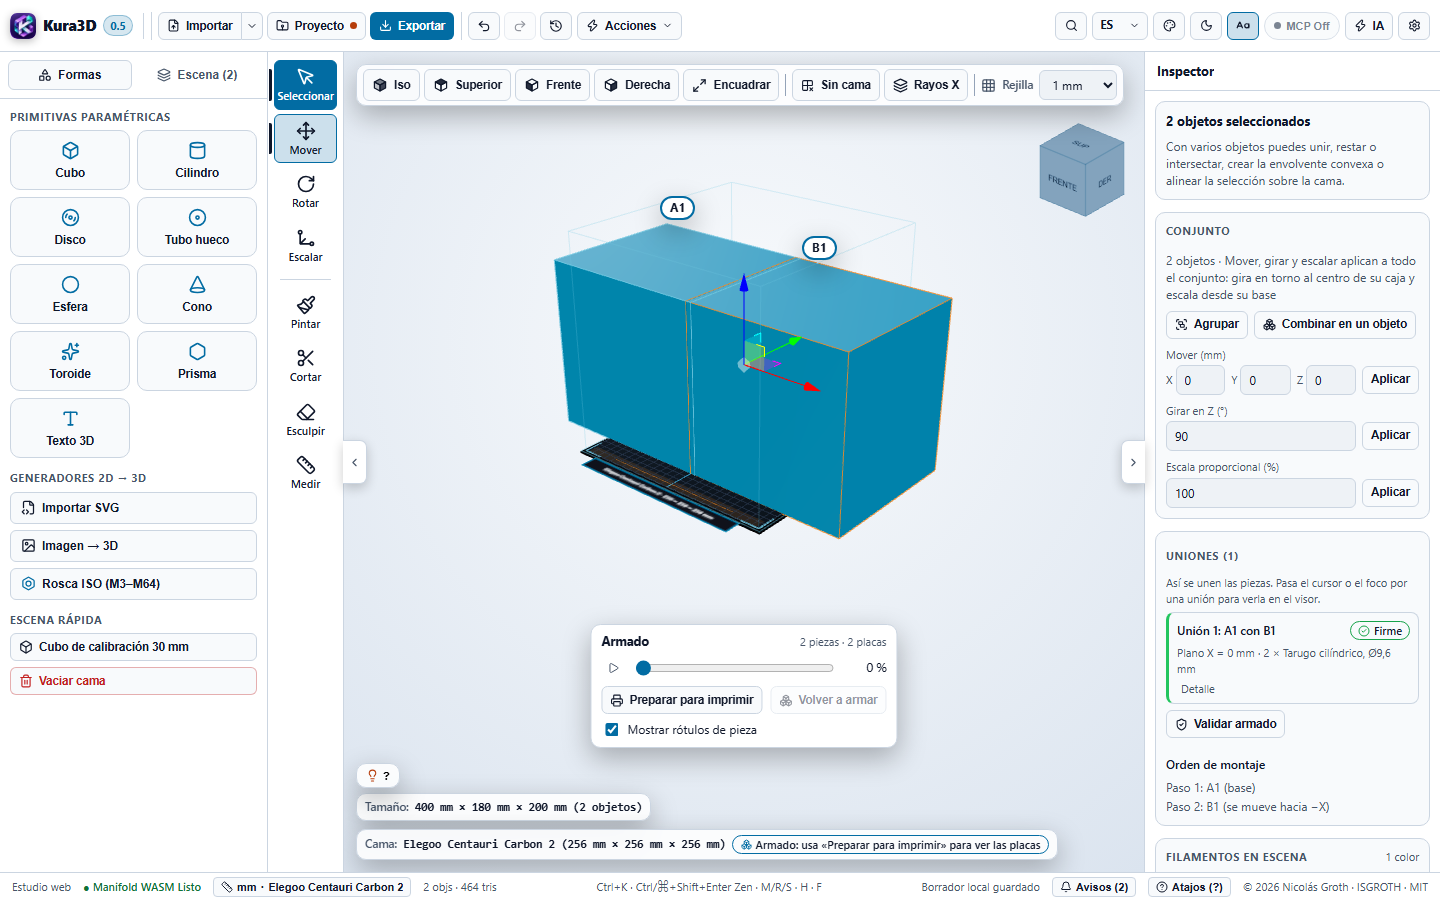 Kura3D 0.5 Importar Proyecto Exportar Acciones ES Aa MCP Off IA
Formas Escena (2)
PRIMITIVAS PARAMÉTRICAS
Cubo Cilindro
Disco Tubo hueco
Esfera Cono
Toroide Prisma
Texto 3D
GENERADORES 2D → 3D
Importar SVG
Imagen → 3D
Rosca ISO (M3–M64)
ESCENA RÁPIDA
Cubo de calibración 30 mm
Vaciar cama
Seleccionar
Mover
Rotar
Escalar
Pintar
Cortar
Esculpir
Medir
Iso Superior Frente Derecha Encuadrar Sin cama Rayos X Rejilla 1 mm
SUP
FRENTE DER
A1
B1
Armado 2 piezas · 2 placas
0 %
Preparar para imprimir Volver a armar
Mostrar rótulos de pieza
?
Tamaño: 400 mm × 180 mm × 200 mm (2 objetos)
Cama: Elegoo Centauri Carbon 2 (256 mm × 256 mm × 256 mm) Armado: usa «Preparar para imprimir» para ver las placas
Inspector
2 objetos seleccionados
Con varios objetos puedes unir, restar o
intersectar, crear la envolvente convexa o
alinear la selección sobre la cama.
CONJUNTO
2 objetos · Mover, girar y escalar aplican a todo
el conjunto: gira en torno al centro de su caja y
escala desde su base
Agrupar Combinar en un objeto
Mover (mm)
X 0 Y 0 Z 0 Aplicar
Girar en Z (°)
90 Aplicar
Escala proporcional (%)
100 Aplicar
UNIONES (1)
Así se unen las piezas. Pasa el cursor o el foco por
una unión para verla en el visor.
Unión 1: A1 con B1 Firme
Plano X = 0 mm · 2 × Tarugo cilíndrico, Ø9,6
mm
Detalle
Validar armado
Orden de montaje
Paso 1: A1 (base)
Paso 2: B1 (se mueve hacia −X)
FILAMENTOS EN ESCENA 1 color
Estudio web ● Manifold WASM Listo mm · Elegoo Centauri Carbon 2 2 objs · 464 tris Ctrl+K · Ctrl/⌘+Shift+Enter Zen · M/R/S · H · F Borrador local guardado Avisos (2) Atajos (?) © 2026 Nicolás Groth · ISGROTH · MIT